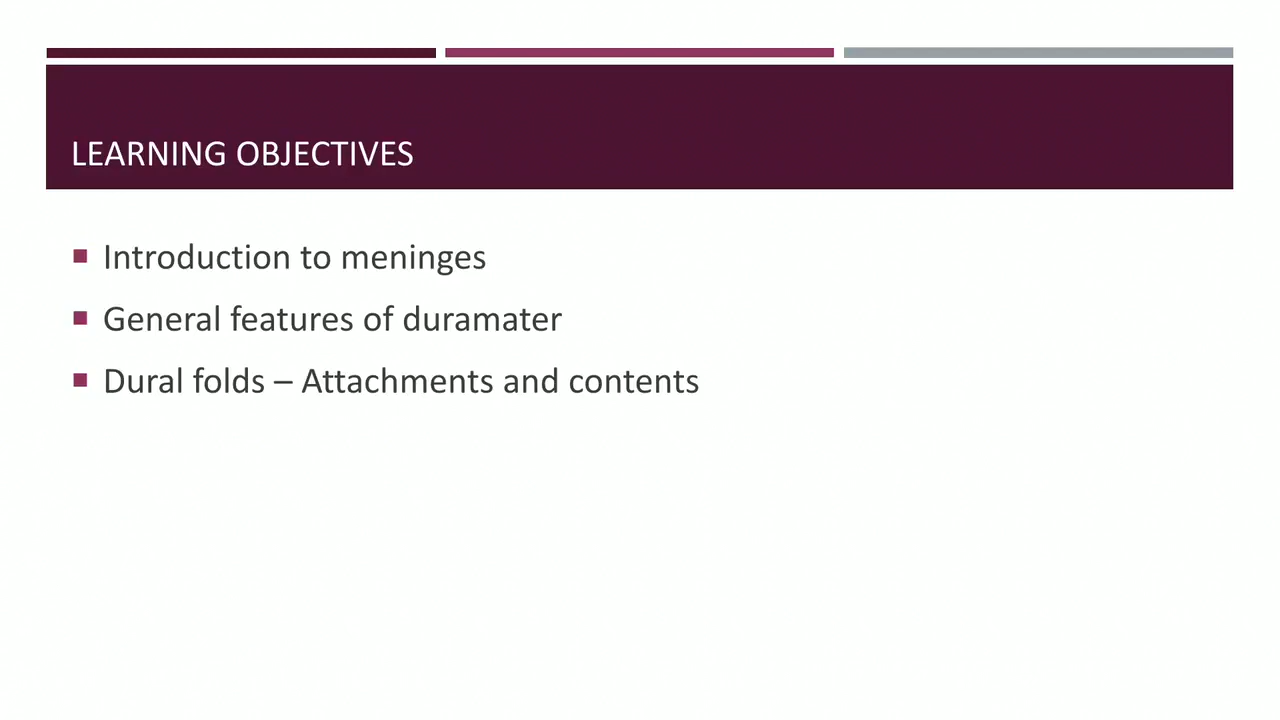 LEARNING OBJECTIVES
Introduction to meninges
General features of duramater
Dural folds – Attachments and contents